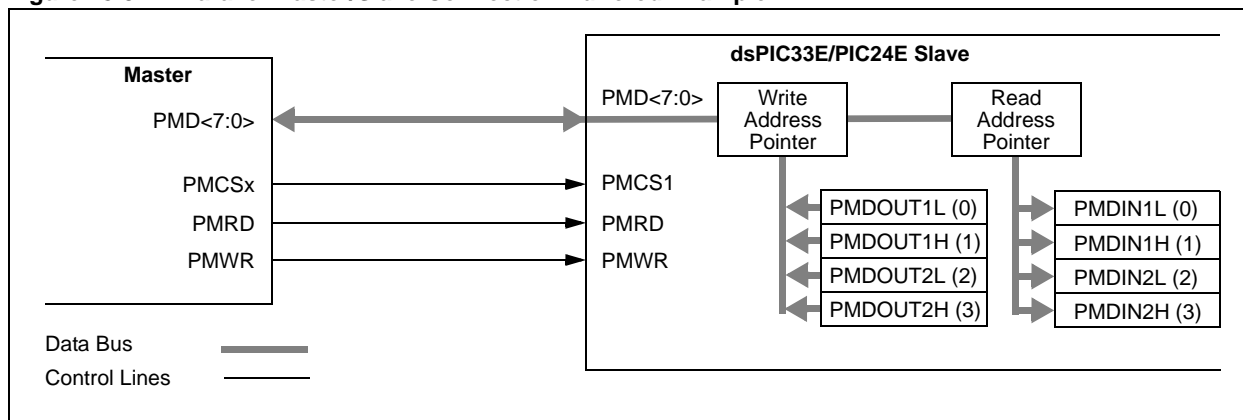 dsPIC33E/PIC24E Slave
Master
PMD<7:0>
PMCSx
PMRD
PMWR
PMD<7:0>
PMCS1
PMRD
PMWR
Write
Address
Pointer
Read
Address
Pointer
PMDOUT1L (0)
PMDOUT1H (1)
PMDOUT2L (2)
PMDOUT2H (3)
PMDIN1L (0)
PMDIN1H (1)
PMDIN2L (2)
PMDIN2H (3)
Data Bus
Control Lines